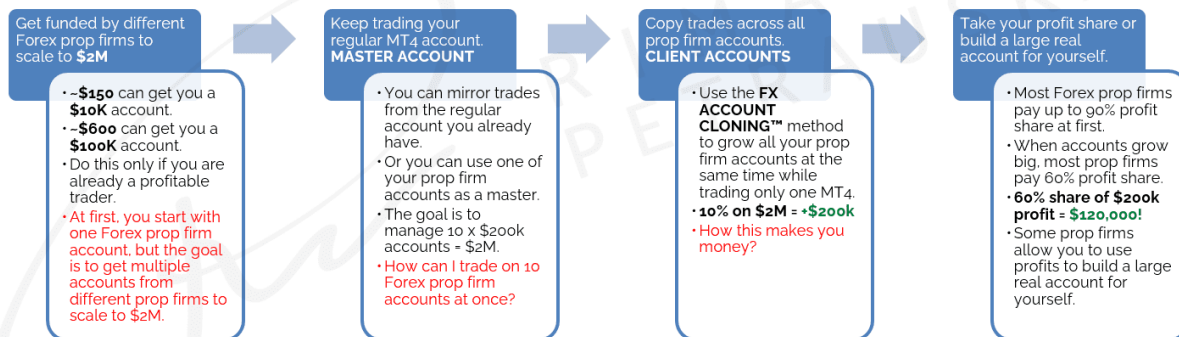 Get funded by different
Forex prop firms to
scale to $2M
• ~$150 can get you a
$10K account.
• ~$600 can get you a
$100K account.
• Do this only if you are
already a profitable
trader.
• At first, you start with
one Forex prop firm
account, but the goal
is to get multiple
accounts from
different prop firms to
scale to $2M.
Keep trading your
regular MT4 account.
MASTER ACCOUNT
• You can mirror trades
from the regular
account you already
have.
• Or you can use one of
your prop firm
accounts as a master.
• The goal is to
manage 10 x $200k
accounts = $2M.
• How can I trade on 10
Forex prop firm
accounts at once?
Copy trades across all
prop firm accounts.
CLIENT ACCOUNTS
• Use the FX
ACCOUNT
CLONING™ method
to grow all your prop
firm accounts at the
same time while
trading only one MT4.
• 10% on $2M = +$200k
• How this makes you
money?
Take your profit share or
build a large real
account for yourself.
• Most Forex prop firms
pay up to 90% profit
share at first.
• When accounts grow
big, most prop firms
pay 60% profit share.
• 60% share of $200k
profit = $120,000!
• Some prop firms
allow you to use
profits to build a large
real account for
yourself.